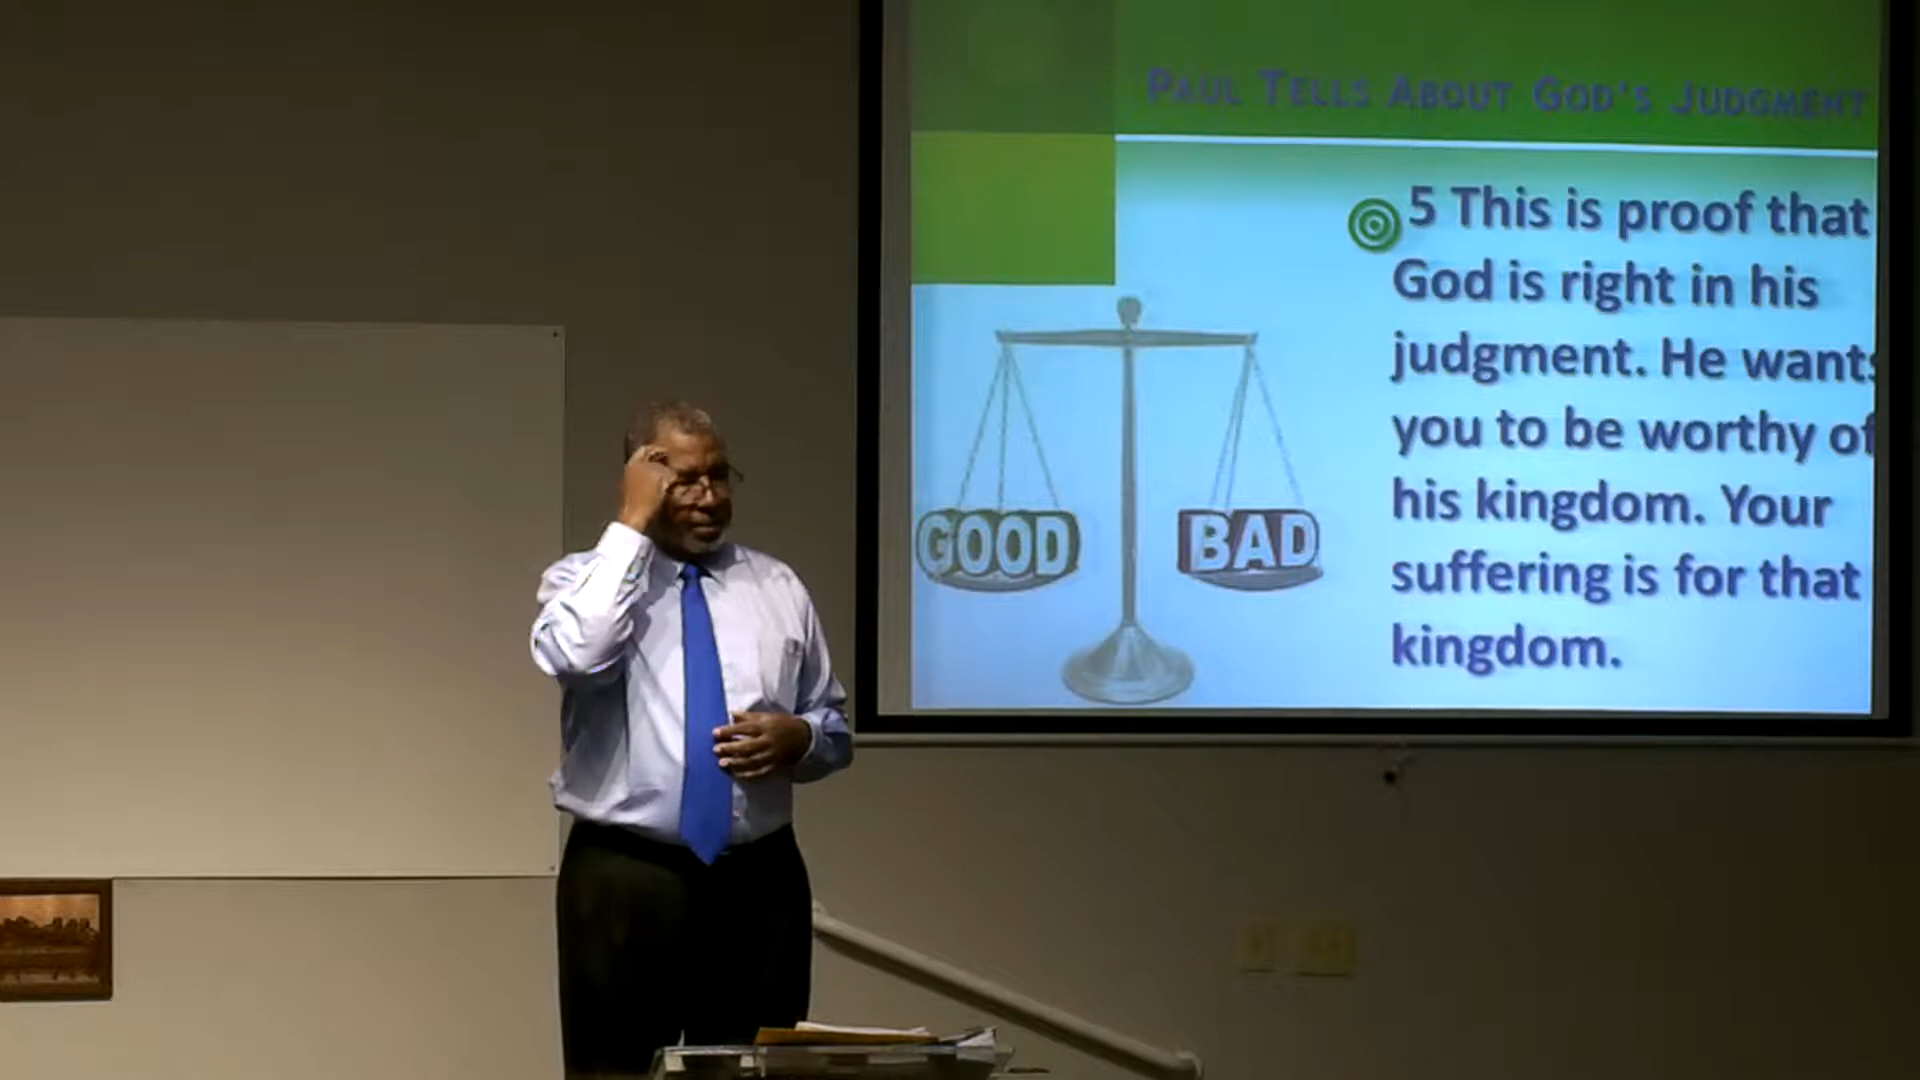 PAUL TELLS ABOUT GOD'S JUDGMENT
5 This is proof that
God is right in his
judgment. He wants
you to be worthy of
his kingdom. Your
suffering is for that
kingdom.
GOOD
BAD